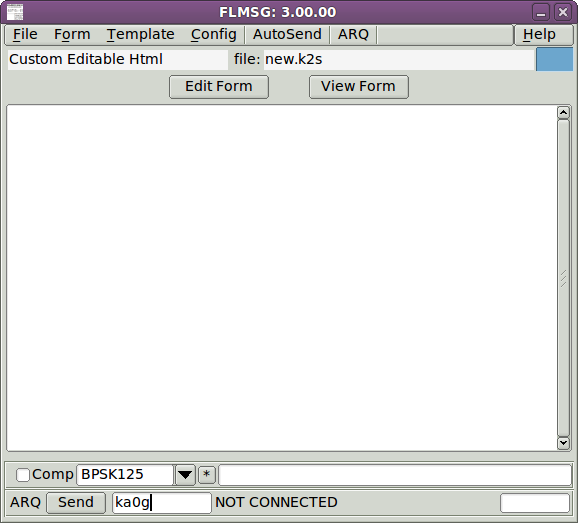 FLMSG: 3.00.00
File Form Template Config AutoSend ARQ Help
Custom Editable Html file: new.k2s
Edit Form View Form
Comp BPSK125 *
ARQ Send ka0g NOT CONNECTED